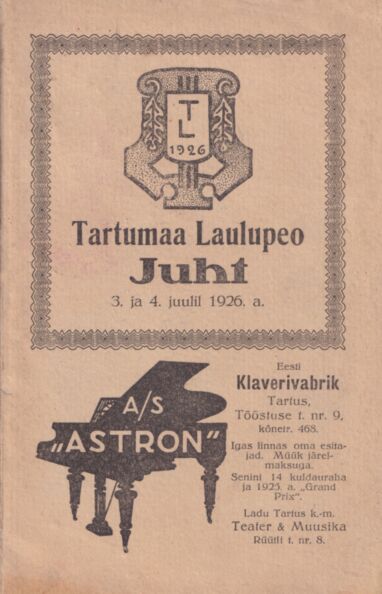 T
L
1926
Tartumaa Laulupeo
Juht
3. ja 4. juulil 1926. a.
A/S
„ASTRON"
Eesti
Klaverivabrik
Tartus,
Tööstuse t. nr. 9,
kõnetr. 468.
Igas linnas oma esita-
jad. Müük järel-
maksuga.
Senini 14 kuldauraha
ja 1925. a. „Grand
Prix".
Ladu Tartus k.-m.
Teater & Muusika
Rüütli t. nr. 8.